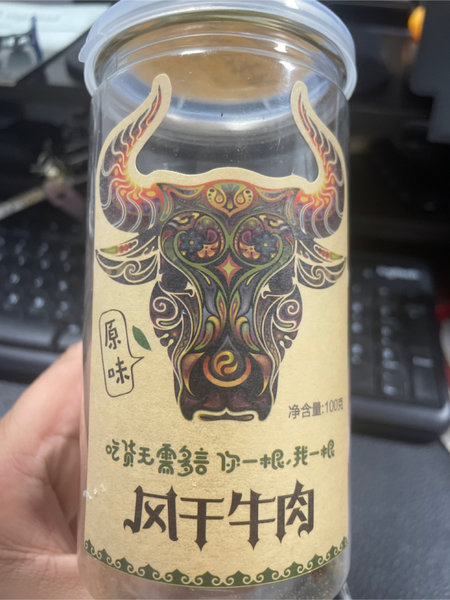 原味
净含量:100克
吃货无需多言 你一根,我一根
风干牛肉